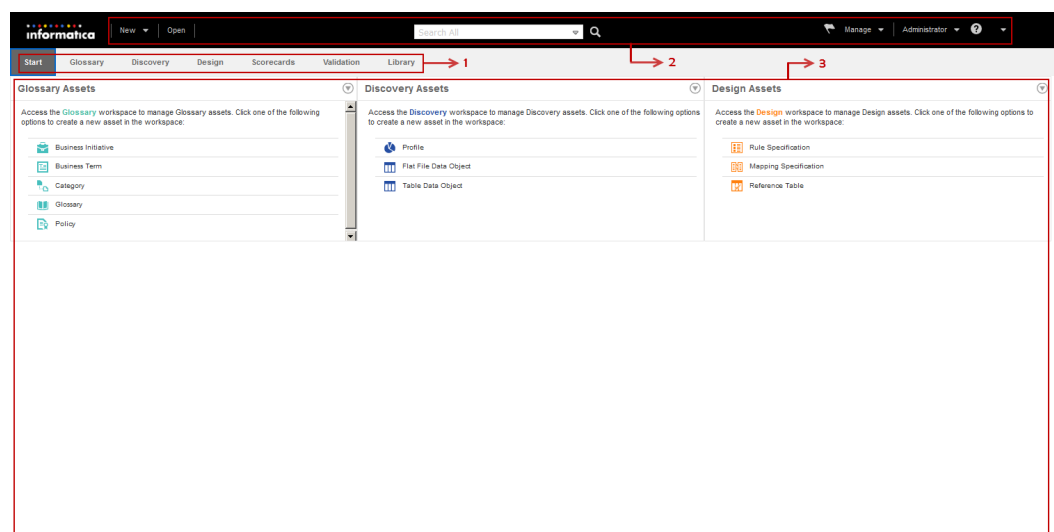 informatica
New
Open
Search All
Manage
Administrator
?
Start
Glossary
Discovery
Design
Scorecards
Validation
Library
1
2
3
Glossary Assets
Access the Glossary workspace to manage Glossary assets. Click one of the following
options to create a new asset in the workspace:
Business Initiative
Business Term
Category
Glossary
Policy
Discovery Assets
Access the Discovery workspace to manage Discovery assets. Click one of the following options
to create a new asset in the workspace:
Profile
Flat File Data Object
Table Data Object
Design Assets
Access the Design workspace to manage Design assets. Click one of the following options to
create a new asset in the workspace:
Rule Specification
Mapping Specification
Reference Table